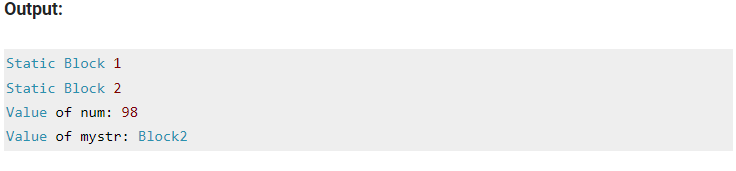 Output:
Static Block 1
Static Block 2
Value of num: 98
Value of mystr: Block2